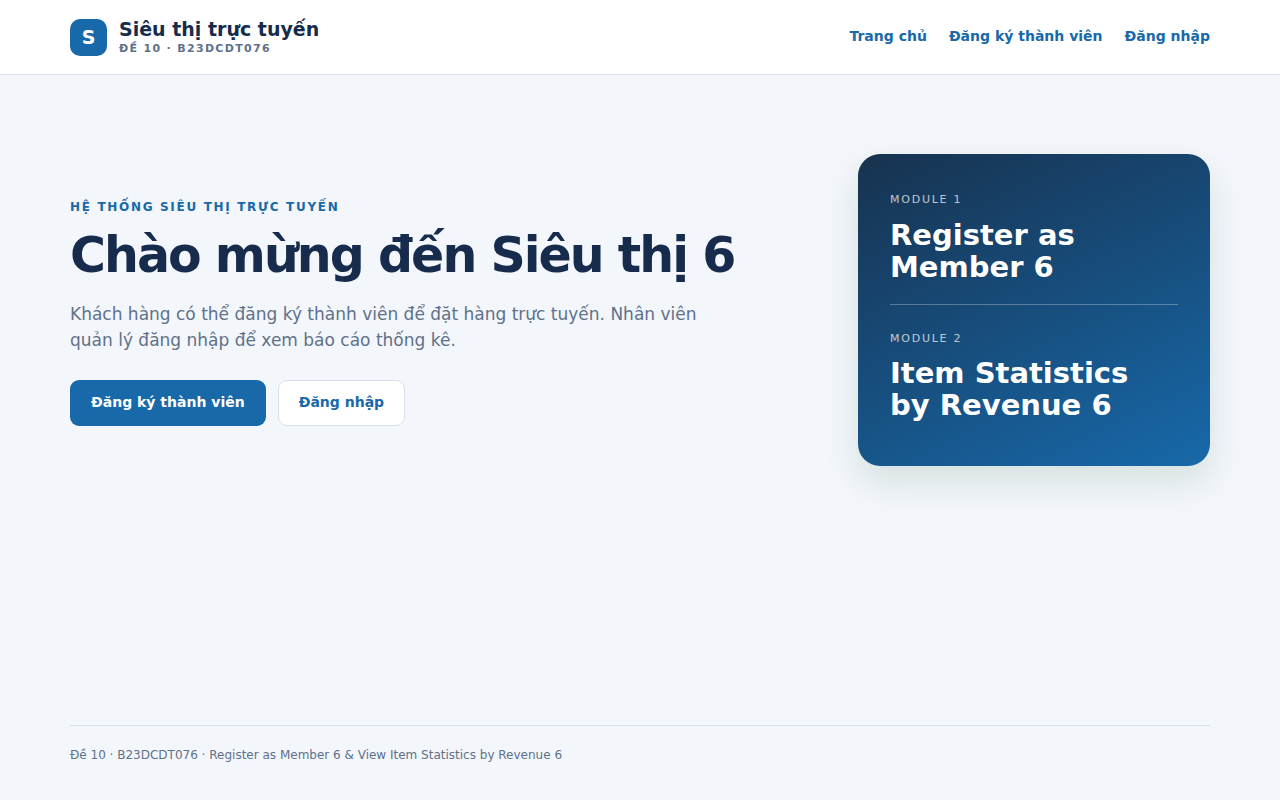 S
Siêu thị trực tuyến
ĐỀ 10 · B23DCDT076
Trang chủ
Đăng ký thành viên
Đăng nhập
HỆ THỐNG SIÊU THỊ TRỰC TUYẾN
Chào mừng đến Siêu thị 6
Khách hàng có thể đăng ký thành viên để đặt hàng trực tuyến. Nhân viên
quản lý đăng nhập để xem báo cáo thống kê.
Đăng ký thành viên
Đăng nhập
MODULE 1
Register as
Member 6
MODULE 2
Item Statistics
by Revenue 6
Đề 10 · B23DCDT076 · Register as Member 6 & View Item Statistics by Revenue 6